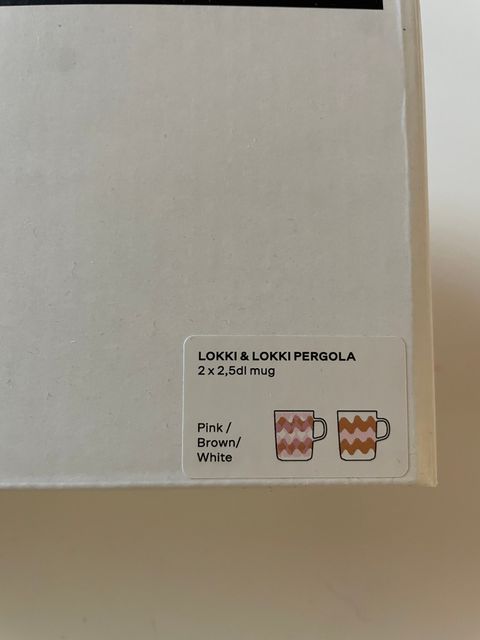 LOKKI & LOKKI PERGOLA
2 x 2,5dl mug
Pink /
Brown/
White